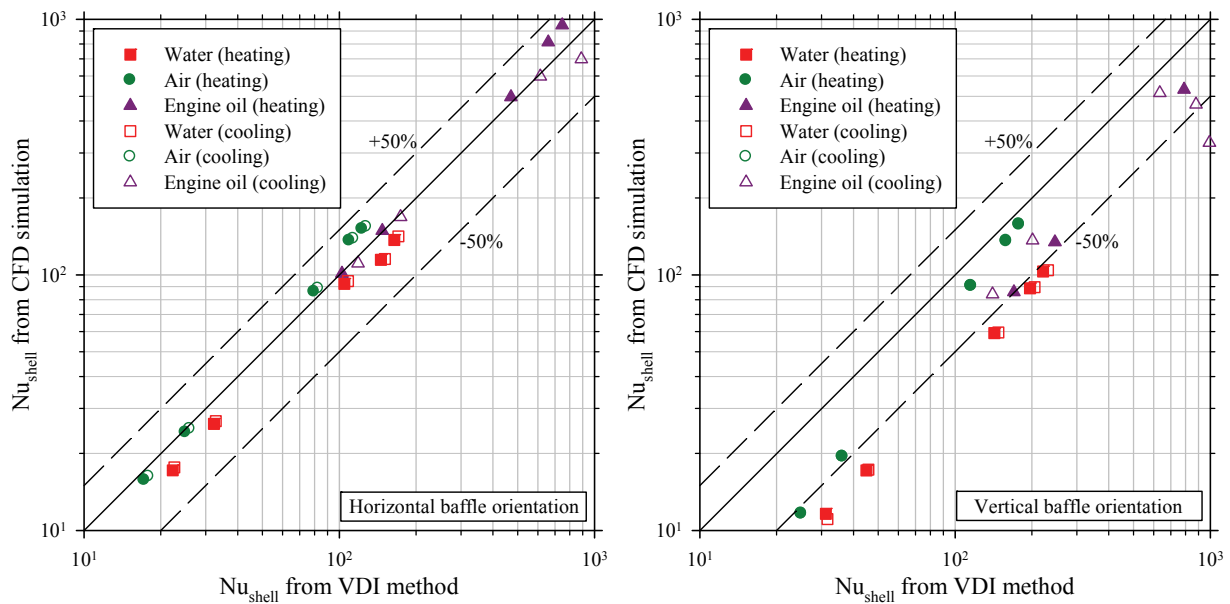 10³
Water (heating)
Air (heating)
Engine oil (heating)
Water (cooling)
Air (cooling)
Engine oil (cooling)
+50%
-50%
10²
10¹
Nu_shell from CFD simulation
Horizontal baffle orientation
10¹ 10² 10³
Nu_shell from VDI method
10³
Water (heating)
Air (heating)
Engine oil (heating)
Water (cooling)
Air (cooling)
Engine oil (cooling)
+50%
-50%
10²
10¹
Nu_shell from CFD simulation
Vertical baffle orientation
10¹ 10² 10³
Nu_shell from VDI method